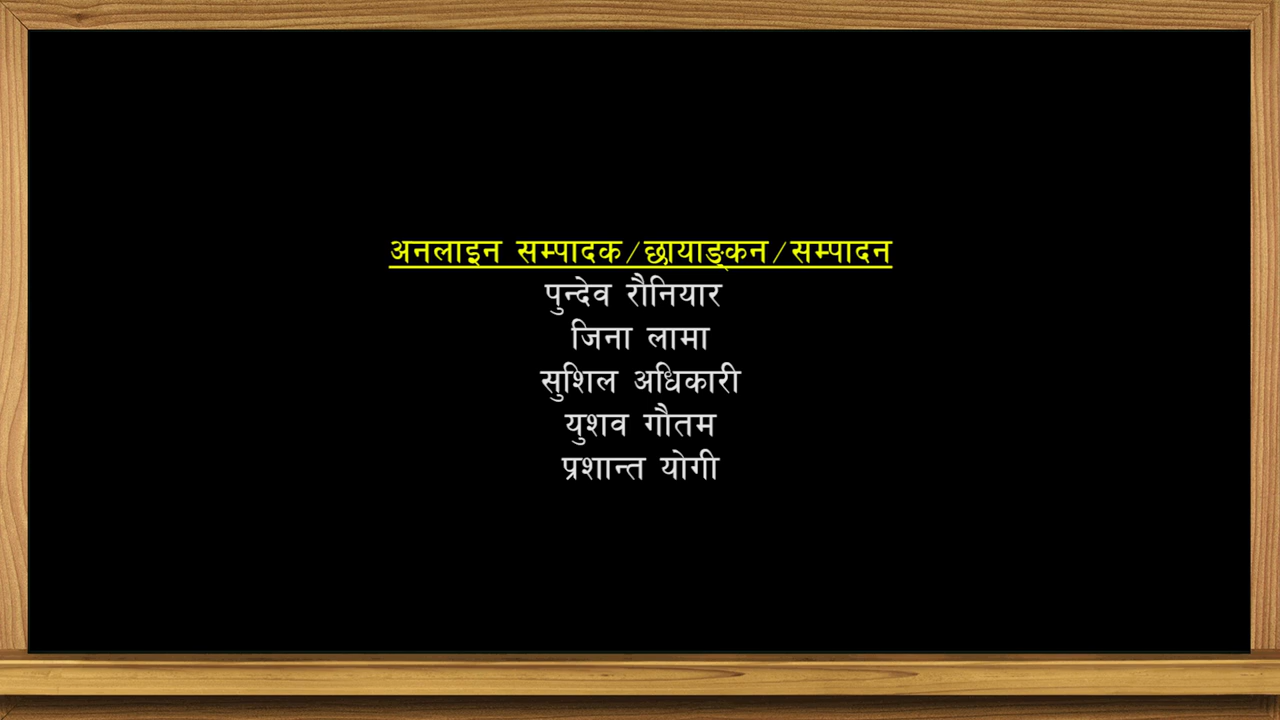 अनलाइन सम्पादक/छायाङ्कन/सम्पादन
पुन्देव रौनियार
जिना लामा
सुशिल अधिकारी
युशव गौतम
प्रशान्त योगी